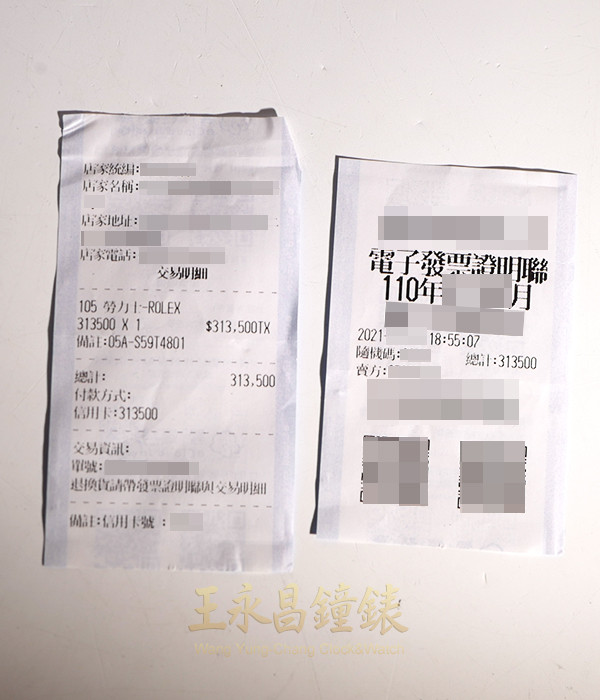 店家統編:
店家名稱:
店家地址:
店家電話:
交易明細
105 勞力士-ROLEX
313500 X 1 $313,500TX
備註:05A-S59T4801
總計: 313,500
付款方式:
信用卡:313500
交易資訊:
單號:
退換貨請帶發票證明聯與交易明細
備註:信用卡號 :
電子發票證明聯
110年 月
2021- 18:55:07
隨機碼: 總計:313500
賣方:
王永昌鐘錶
Wang Yong Chang Clock&Watch